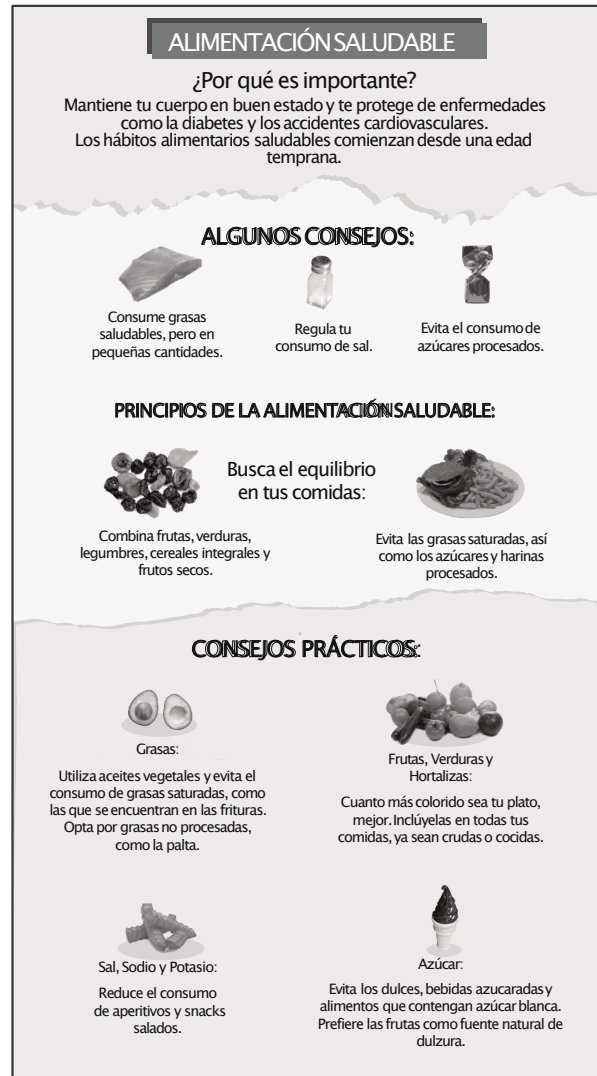 ALIMENTACIÓN SALUDABLE
¿Por qué es importante?
Mantiene tu cuerpo en buen estado y te protege de enfermedades
como la diabetes y los accidentes cardiovasculares.
Los hábitos alimentarios saludables comienzan desde una edad
temprana.
ALGUNOS CONSEJOS:
Consume grasas
saludables, pero en
pequeñas cantidades.
Regula tu
consumo de sal.
Evita el consumo de
azúcares procesados.
PRINCIPIOS DE LA ALIMENTACIÓN SALUDABLE:
Busca el equilibrio
en tus comidas:
Combina frutas, verduras,
legumbres, cereales integrales y
frutos secos.
Evita las grasas saturadas, así
como los azúcares y harinas
procesados.
CONSEJOS PRÁCTICOS:
Grasas:
Utiliza aceites vegetales y evita el
consumo de grasas saturadas, como
las que se encuentran en las frituras.
Opta por grasas no procesadas,
como la palta.
Frutas, Verduras y
Hortalizas:
Cuanto más colorido sea tu plato,
mejor. Inclúyelas en todas tus
comidas, ya sean crudas o cocidas.
Sal, Sodio y Potasio:
Reduce el consumo
de aperitivos y snacks
salados.
Azúcar:
Evita los dulces, bebidas azucaradas y
alimentos que contengan azúcar blanca.
Prefiere las frutas como fuente natural de
dulzura.